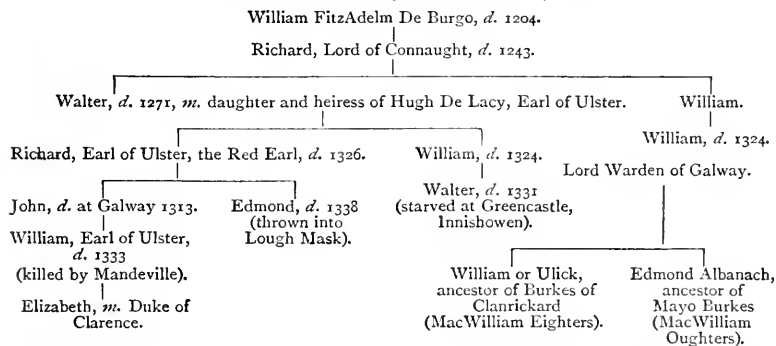 William FitzAdelm De Burgo, d. 1204.
Richard, Lord of Connaught, d. 1243.
Walter, d. 1271, m. daughter and heiress of Hugh De Lacy, Earl of Ulster.
William.
William, d. 1324.
Lord Warden of Galway.
Richard, Earl of Ulster, the Red Earl, d. 1326.
William, d. 1324.
Walter, d. 1331
(starved at Greencastle,
Innishowen).
John, d. at Galway 1313.
William, Earl of Ulster,
d. 1333
(killed by Mandeville).
Elizabeth, m. Duke of
Clarence.
Edmond, d. 1338
(thrown into
Lough Mask).
William or Ulick,
ancestor of Burkes of
Clanrickard
(MacWilliam Eighters).
Edmond Albanach,
ancestor of
Mayo Burkes
(MacWilliam
Oughters).